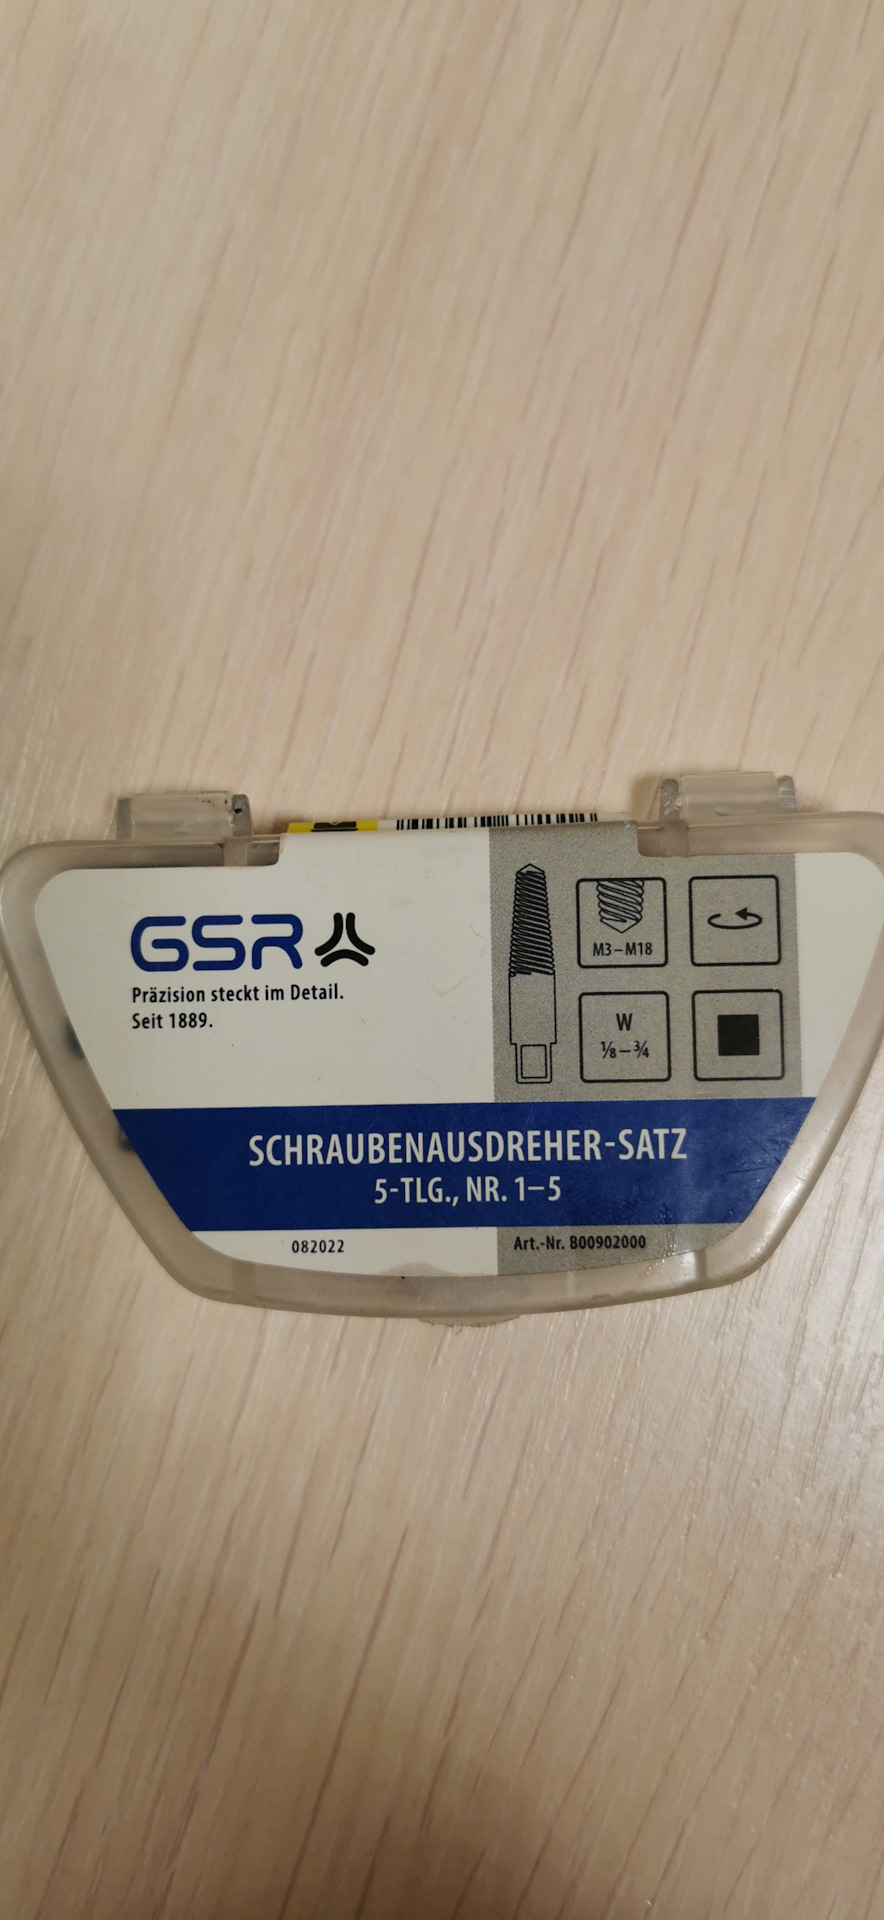 GSR
Präzision steckt im Detail.
Seit 1889.
M3–M18
W
⅛–¾
SCHRAUBENAUSDREHER-SATZ
5-TLG., NR. 1–5
082022
Art.-Nr. B00902000